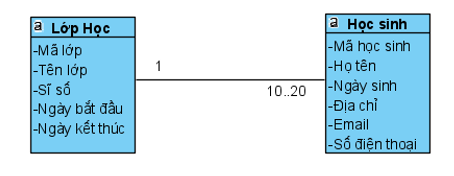 a Lớp Học
-Mã lớp
-Tên lớp
-Sĩ số
-Ngày bắt đầu
-Ngày kết thúc
1
10..20
a Học sinh
-Mã học sinh
-Họ tên
-Ngày sinh
-Địa chỉ
-Email
-Số điện thoại